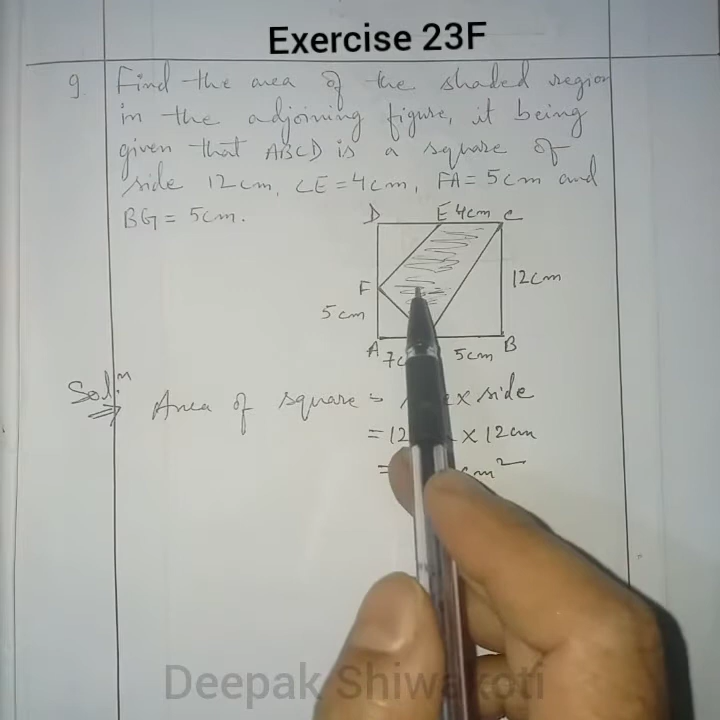 Exercise 23F
9 Find the area of the shaded region
in the adjoining figure, it being
given that ABCD is a square of
side 12cm, CE=4cm, FA=5cm and
BG=5cm.
D E 4cm C
F 12cm
5cm
A B
5cm
Solⁿ
⇒ Area of square = x side
=12 x 12cm
= cm²
Deepak Shiwakoti